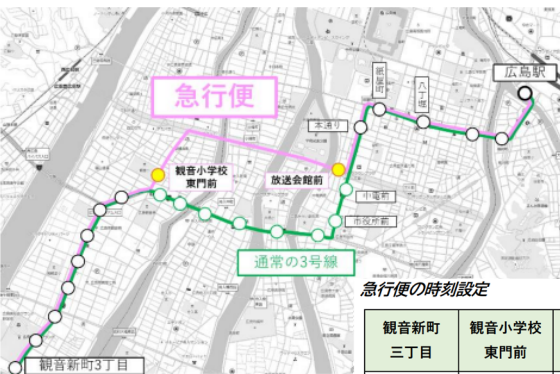 広島駅
八丁堀
紙屋町
急行便
本通り
観音小学校
東門前
放送会館前
中電前
市役所前
通常の3号線
急行便の時刻設定
観音新町
三丁目
観音小学校
東門前
観音新町3丁目